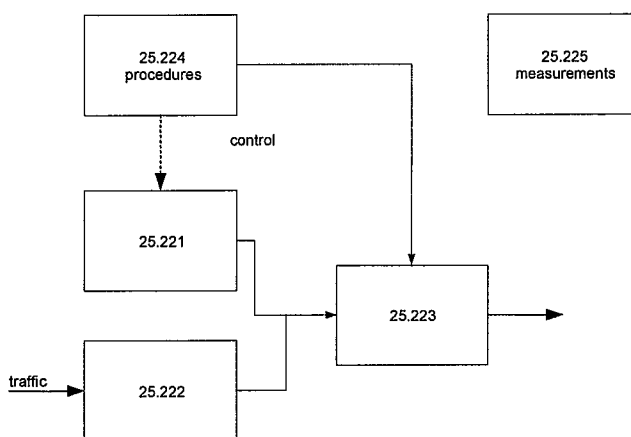 25.224
procedures
25.225
measurements
control
25.221
25.223
traffic
25.222